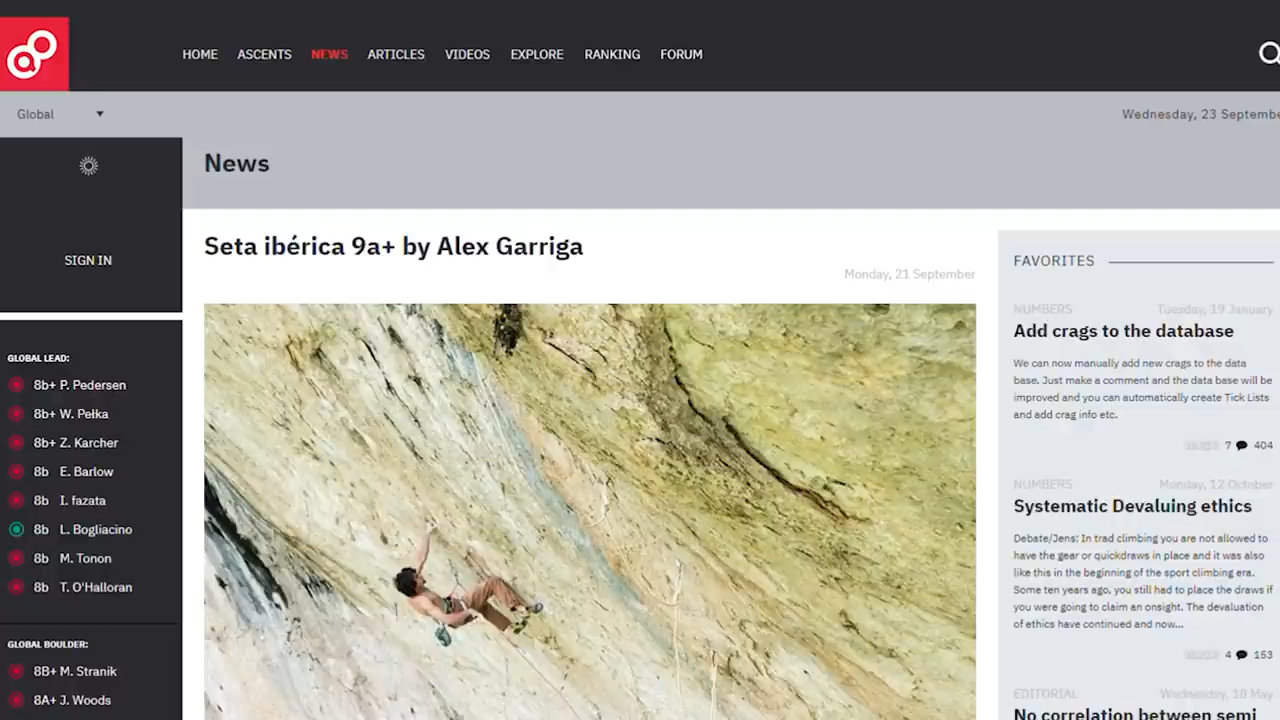 HOME ASCENTS NEWS ARTICLES VIDEOS EXPLORE RANKING FORUM
Global
Wednesday, 23 Septembe
News
SIGN IN
GLOBAL LEAD:
8b+ P. Pedersen
8b+ W. Pełka
8b+ Z. Karcher
8b E. Barlow
8b I. fazata
8b L. Bogliacino
8b M. Tonon
8b T. O'Halloran
GLOBAL BOULDER:
8B+ M. Stranik
8A+ J. Woods
Seta ibérica 9a+ by Alex Garriga
Monday, 21 September
FAVORITES
NUMBERS Tuesday, 19 January
Add crags to the database
We can now manually add new crags to the data
base. Just make a comment and the data base will be
improved and you can automatically create Tick Lists
and add crag info etc.
7 404
NUMBERS Monday, 12 October
Systematic Devaluing ethics
Debate/Jens: In trad climbing you are not allowed to
have the gear or quickdraws in place and it was also
like this in the beginning of the sport climbing era.
Some ten years ago, you still had to place the draws if
you were going to claim an onsight. The devaluation
of ethics have continued and now...
4 153
EDITORIAL Wednesday, 18 May
No correlation between semi